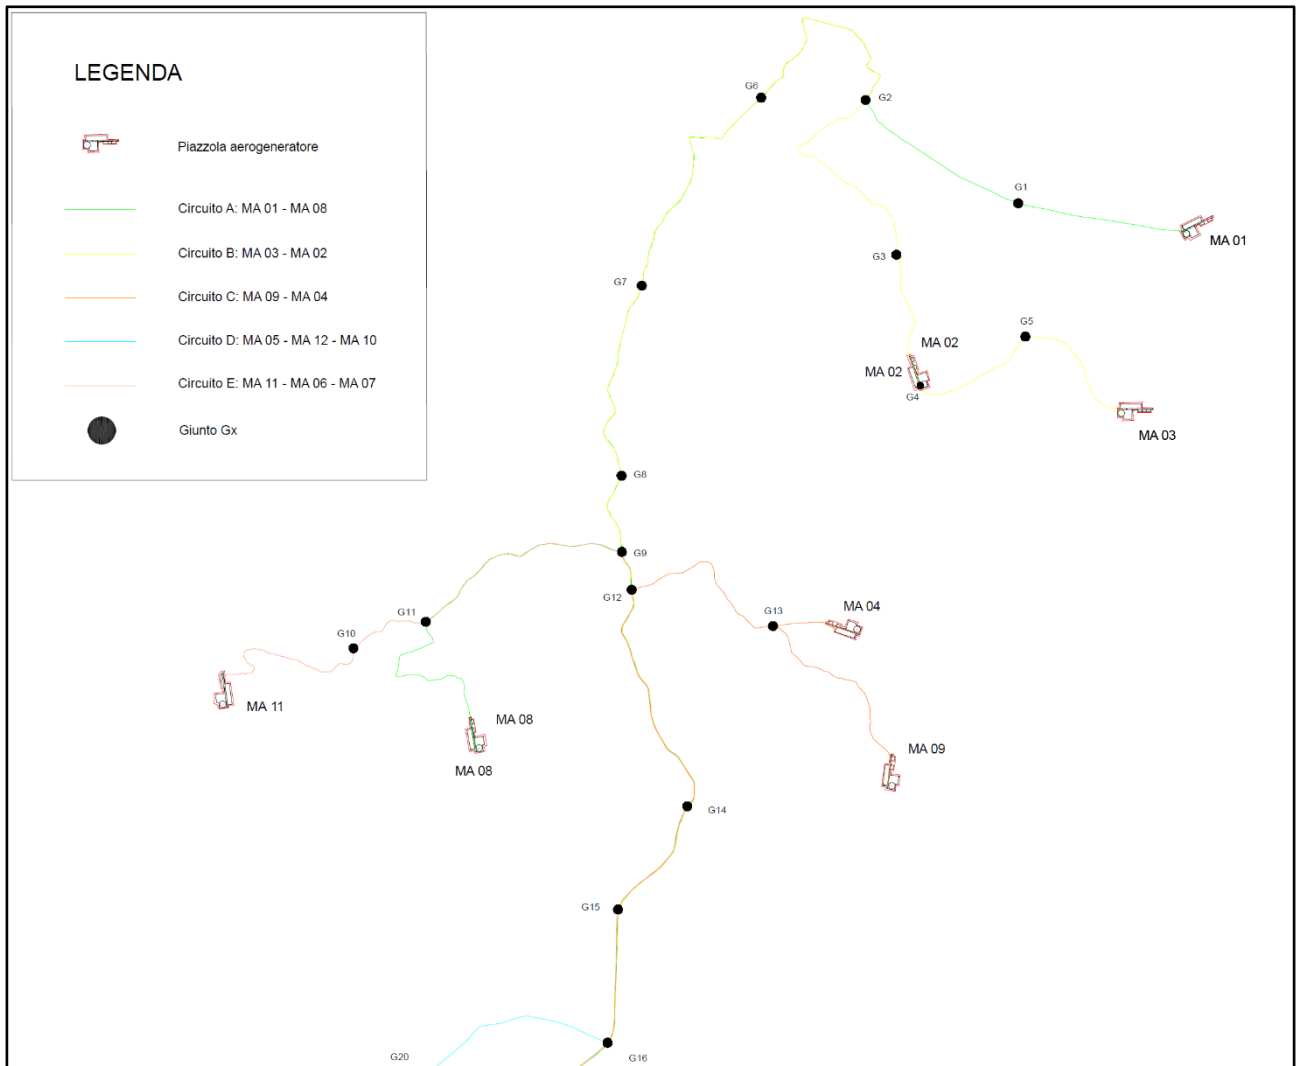 LEGENDA
Piazzola aerogeneratore
Circuito A: MA 01 - MA 08
Circuito B: MA 03 - MA 02
Circuito C: MA 09 - MA 04
Circuito D: MA 05 - MA 12 - MA 10
Circuito E: MA 11 - MA 06 - MA 07
Giunto Gx
G6
G2
G1
MA 01
G3
G7
G5
MA 02
MA 02
G4
MA 03
G8
G9
G12
G11
G13
MA 04
G10
MA 11
MA 08
MA 08
MA 09
G14
G15
G20
G16